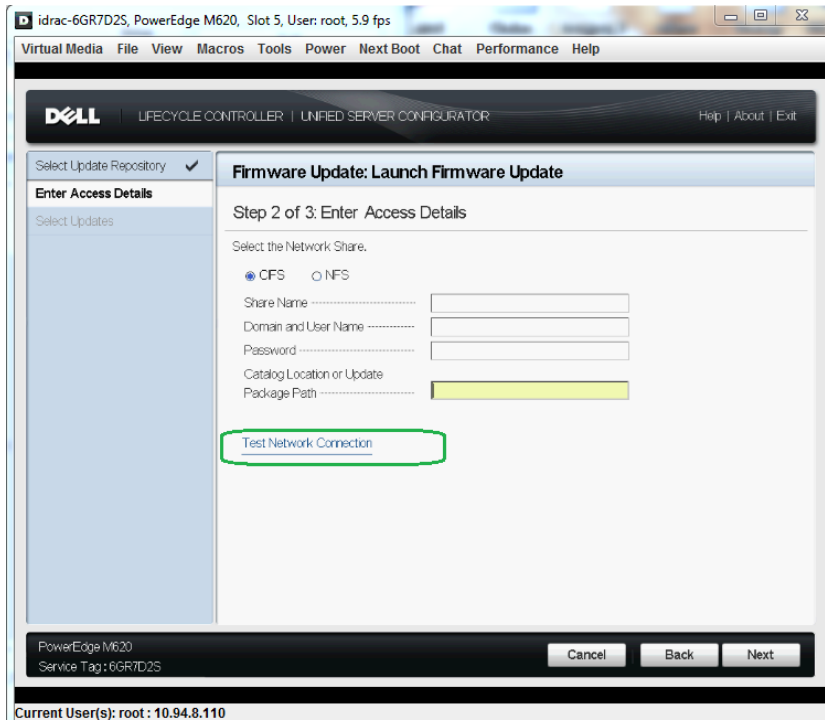 idrac-6GR7D2S, PowerEdge M620, Slot 5, User: root, 5.9 fps
Virtual Media File View Macros Tools Power Next Boot Chat Performance Help
DELL LIFECYCLE CONTROLLER | UNIFIED SERVER CONFIGURATOR Help | About | Exit
Select Update Repository
Enter Access Details
Select Updates
Firmware Update: Launch Firmware Update
Step 2 of 3: Enter Access Details
Select the Network Share.
CIFS NFS
Share Name
Domain and User Name
Password
Catalog Location or Update
Package Path
Test Network Connection
PowerEdge M620
Service Tag: 6GR7D2S
Cancel Back Next
Current User(s): root : 10.94.8.110